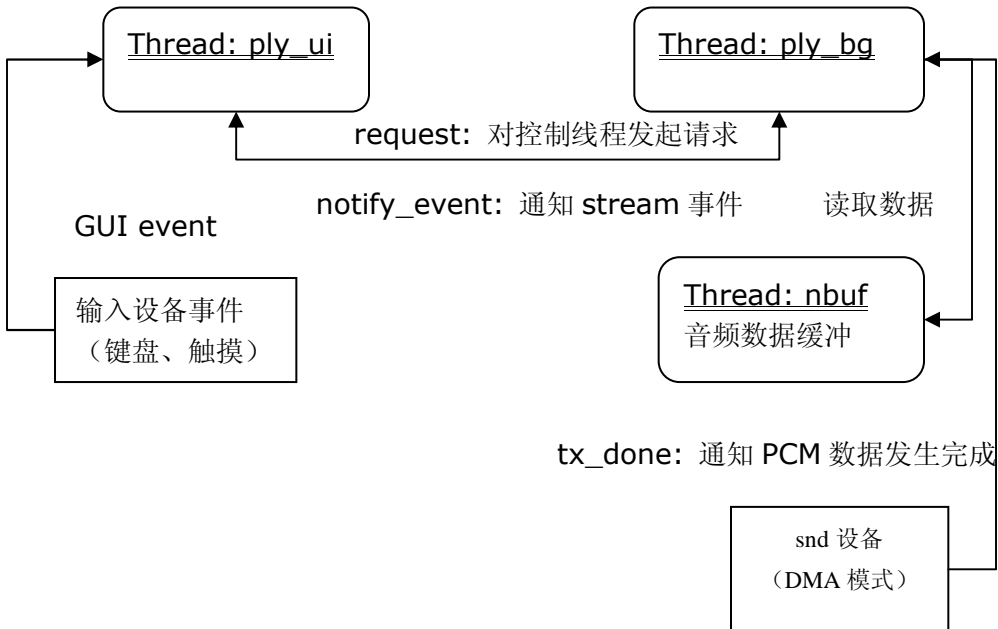 Thread: ply_ui
Thread: ply_bg
request: 对控制线程发起请求
notify_event: 通知 stream 事件
读取数据
GUI event
输入设备事件
（键盘、触摸）
Thread: nbuf
音频数据缓冲
tx_done: 通知 PCM 数据发生完成
snd 设备
（DMA 模式）